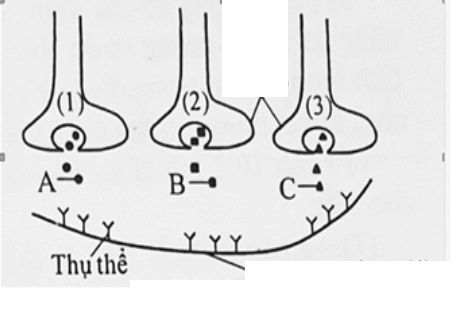 (1) (2) (3)
A B C
Thụ thể